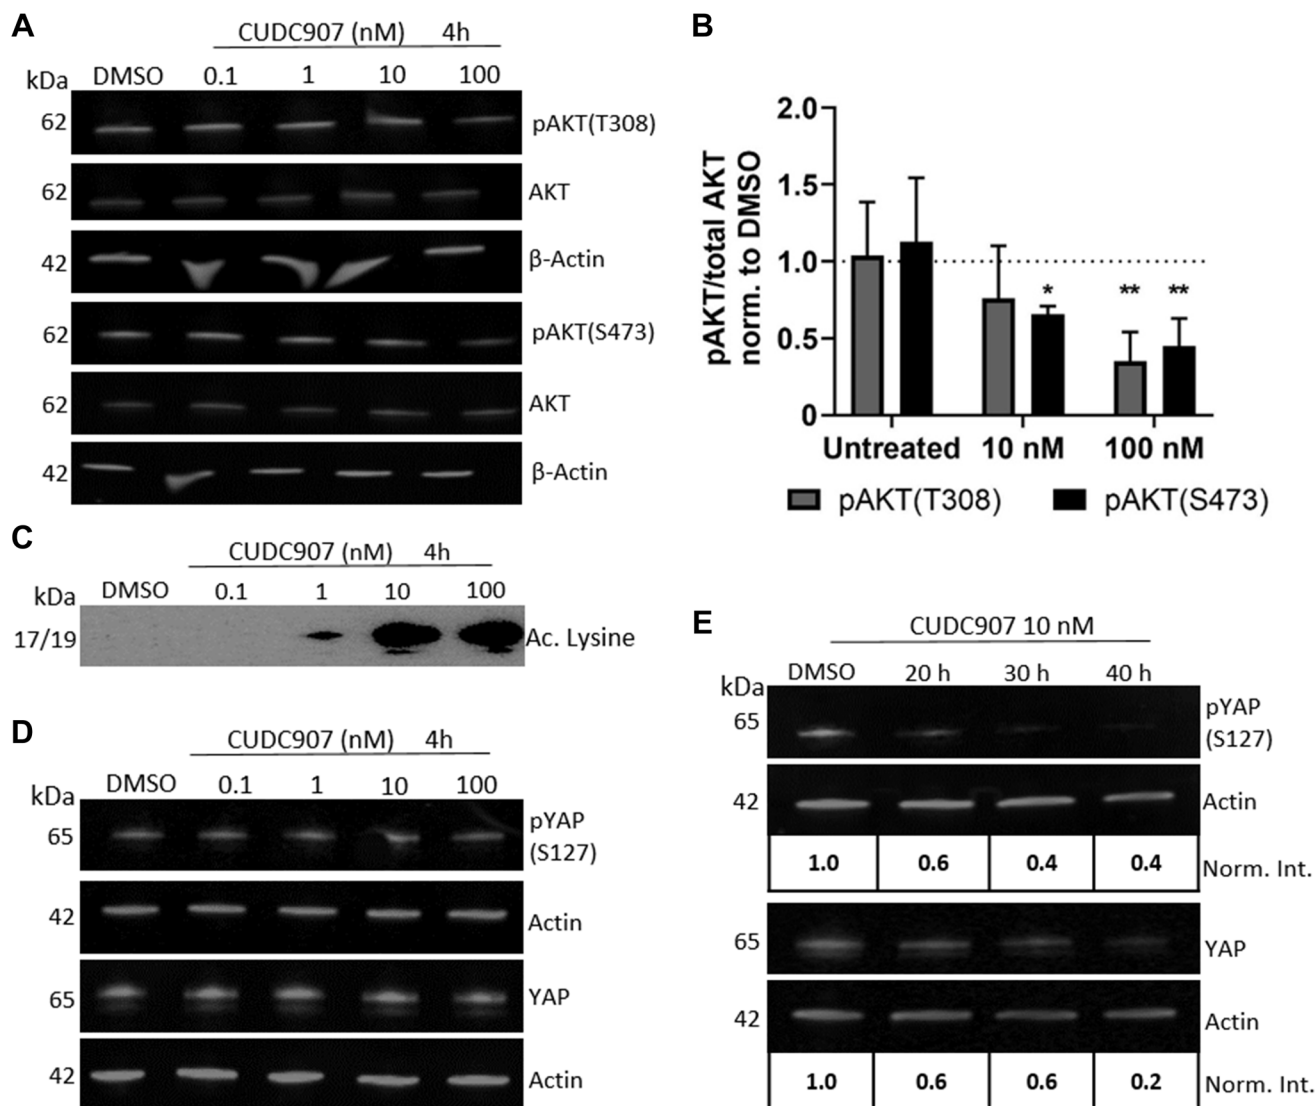 A
CUDC907 (nM) 4h
kDa DMSO 0.1 1 10 100
62 pAKT(T308)
62 AKT
42 β-Actin
62 pAKT(S473)
62 AKT
42 β-Actin
B
pAKT/total AKT
norm. to DMSO
2.0
1.5
1.0
0.5
0
* ** **
Untreated 10 nM 100 nM
pAKT(T308) pAKT(S473)
C
CUDC907 (nM) 4h
kDa DMSO 0.1 1 10 100
17/19 Ac. Lysine
D
CUDC907 (nM) 4h
kDa DMSO 0.1 1 10 100
65 pYAP
(S127)
42 Actin
65 YAP
42 Actin
E
CUDC907 10 nM
kDa DMSO 20 h 30 h 40 h
65 pYAP
(S127)
42 Actin
1.0 0.6 0.4 0.4 Norm. Int.
65 YAP
42 Actin
1.0 0.6 0.6 0.2 Norm. Int.